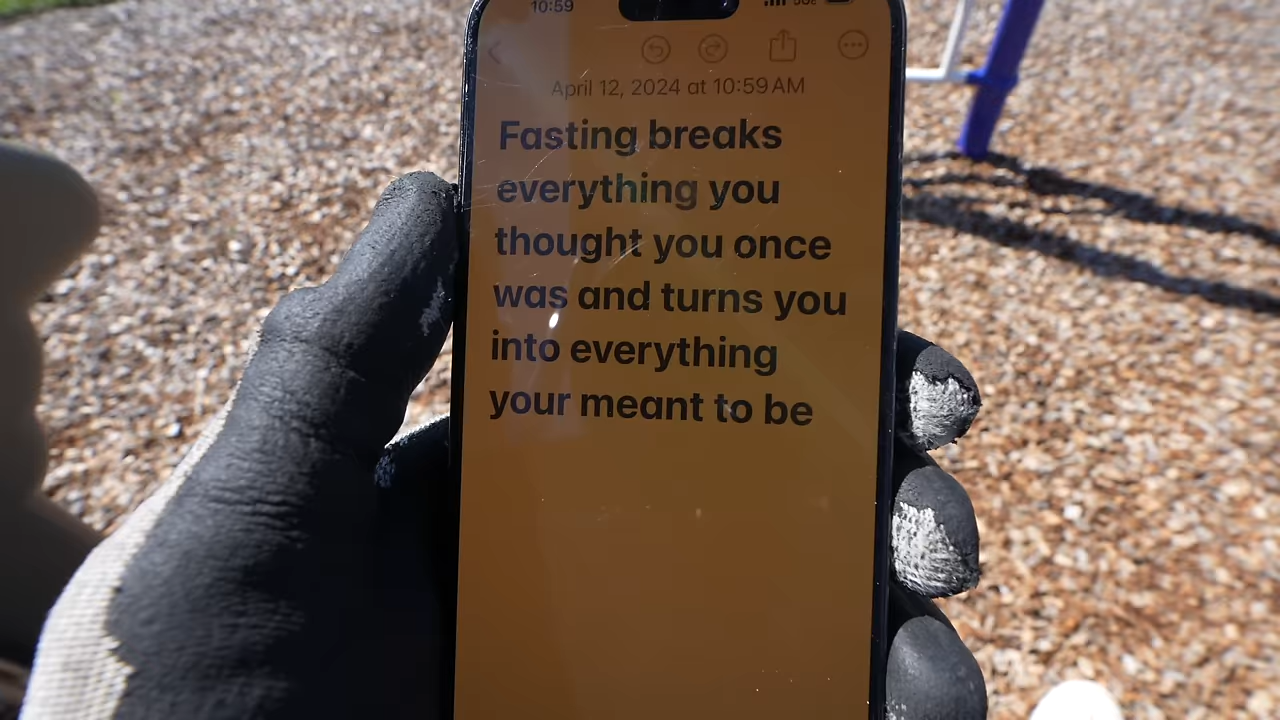 10:59
April 12, 2024 at 10:59 AM
Fasting breaks
everything you
thought you once
was and turns you
into everything
your meant to be